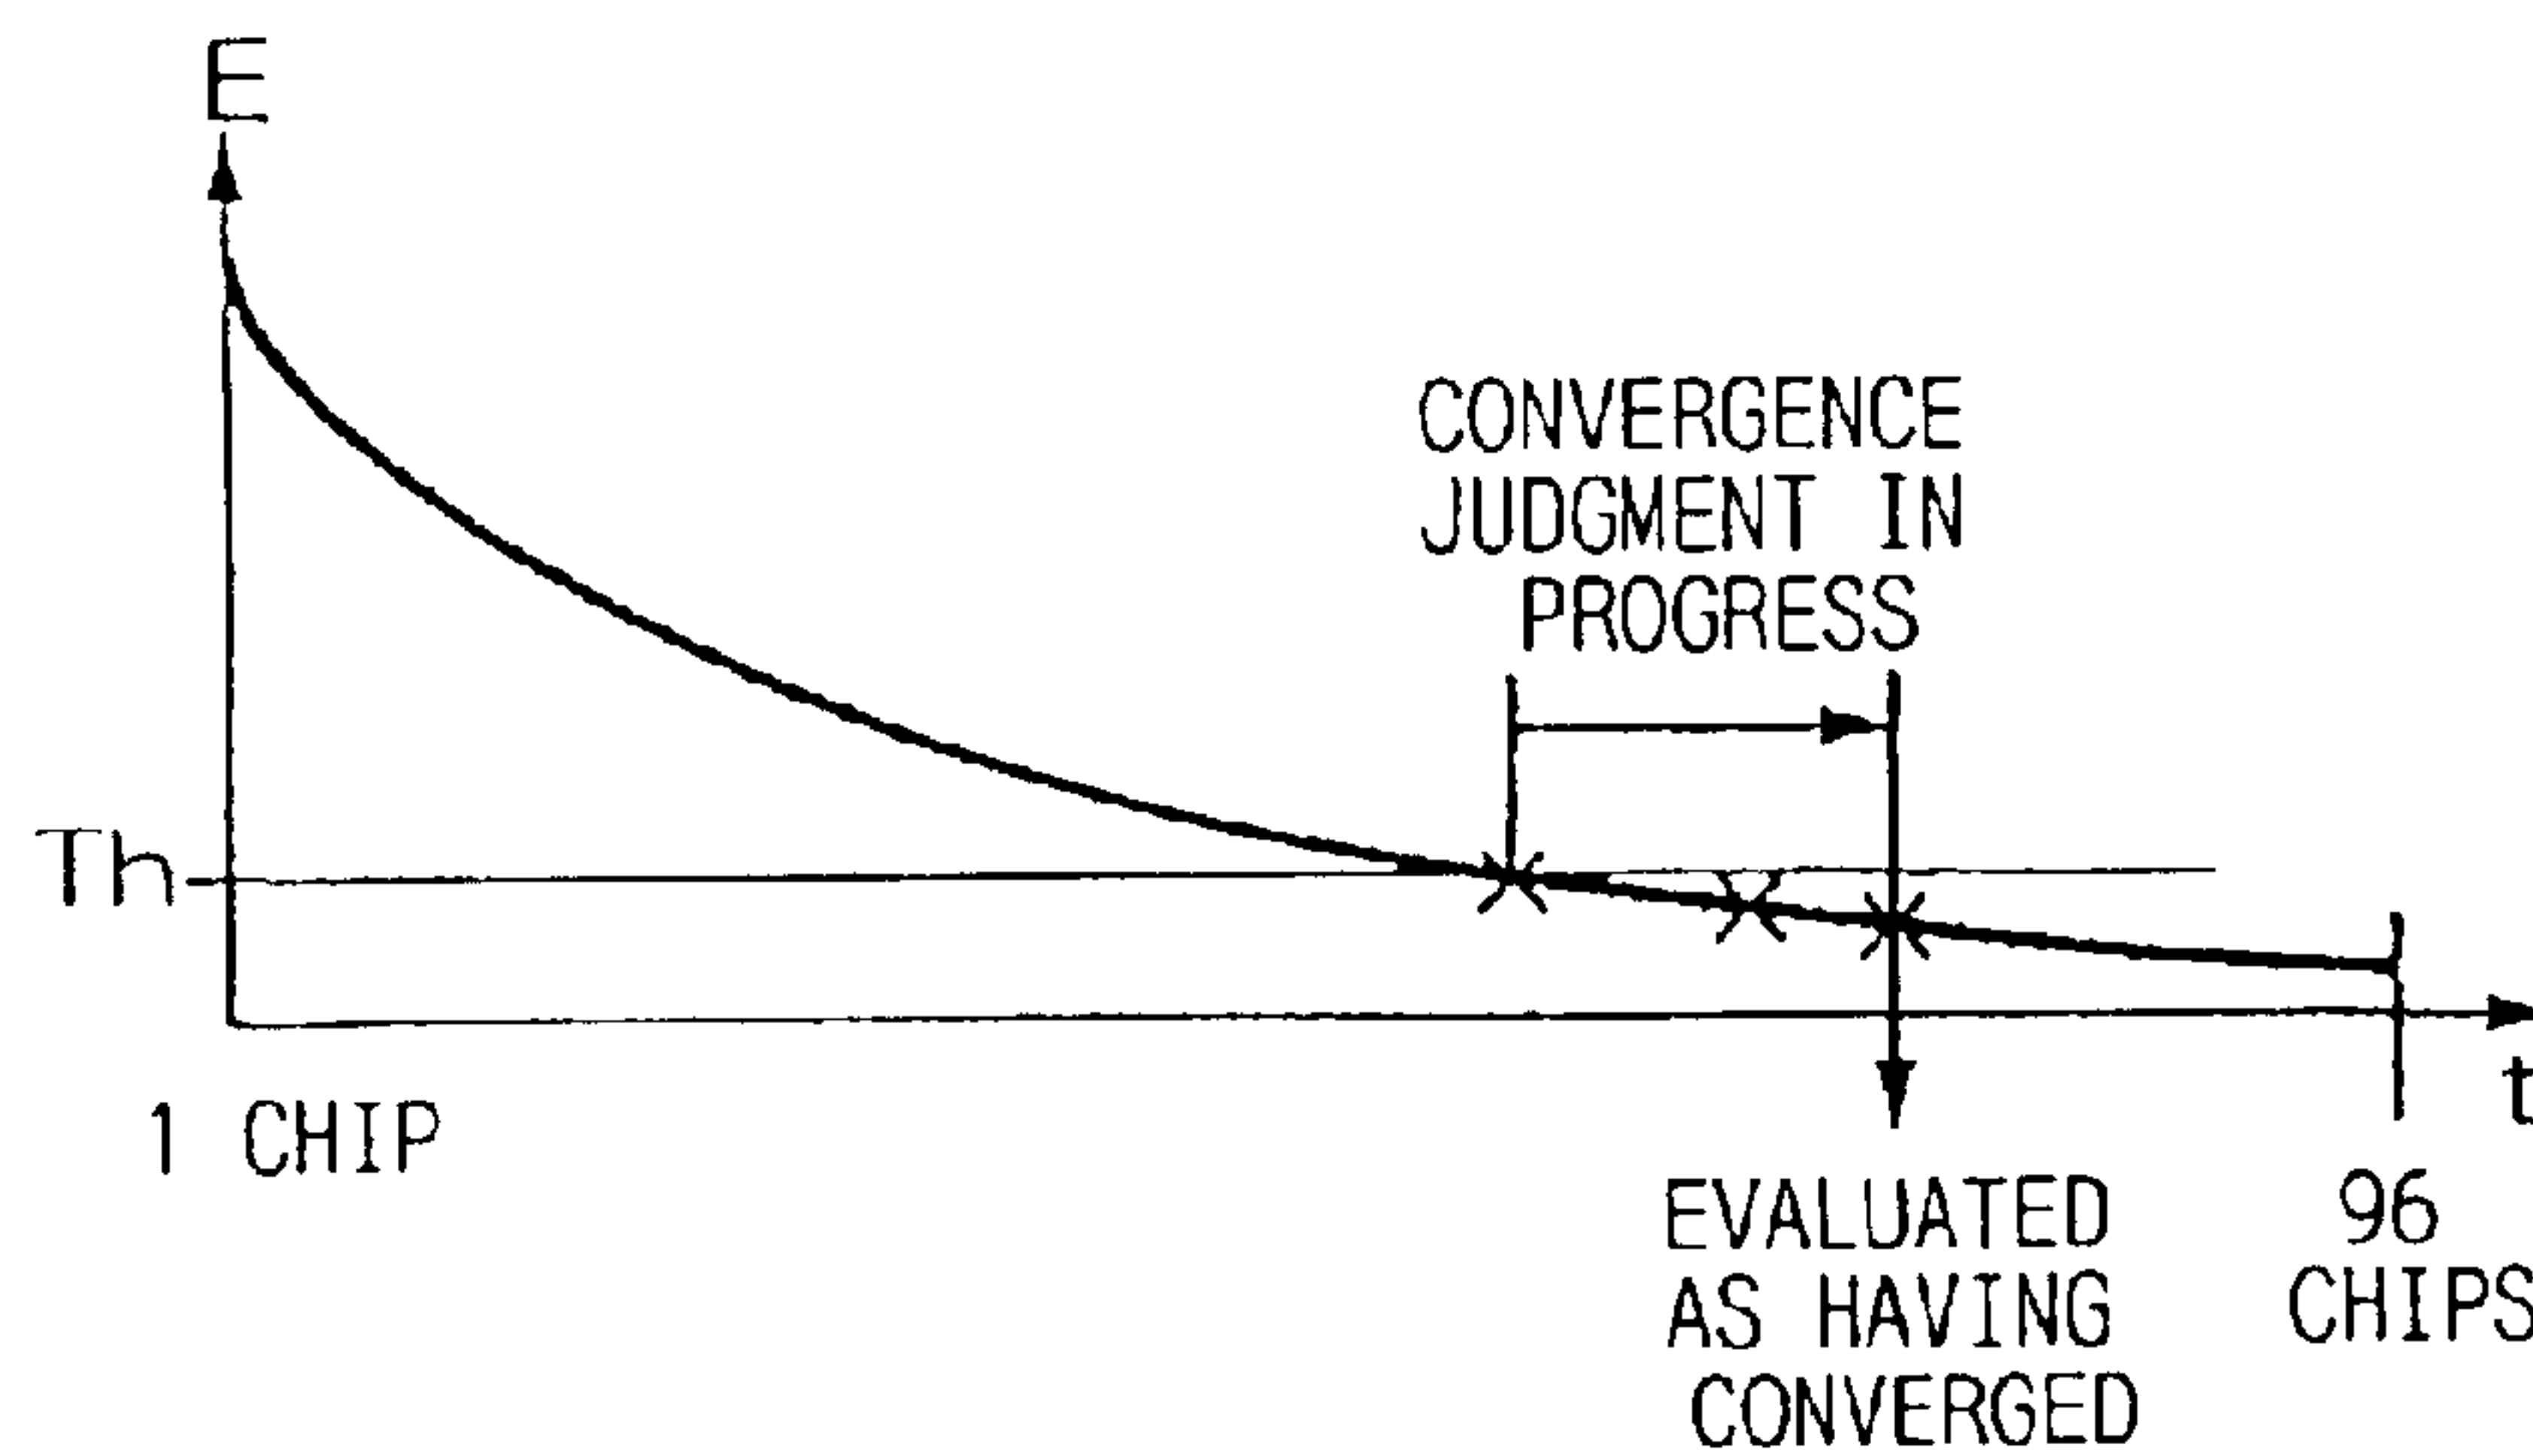 E
CONVERGENCE
JUDGMENT IN
PROGRESS
Th
t
1 CHIP
EVALUATED
AS HAVING
CONVERGED
96
CHIPS